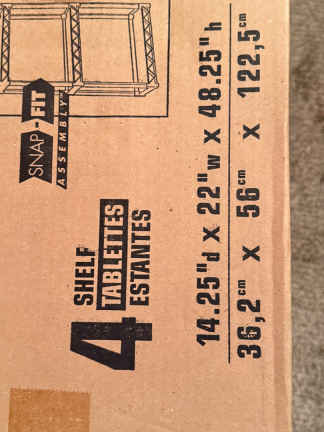 SNAP-FIT
ASSEMBLY
4
SHELF
TABLETTES
ESTANTES
14.25"d X 22"w X 48.25"h
36,2cm X 56cm X 122,5cm